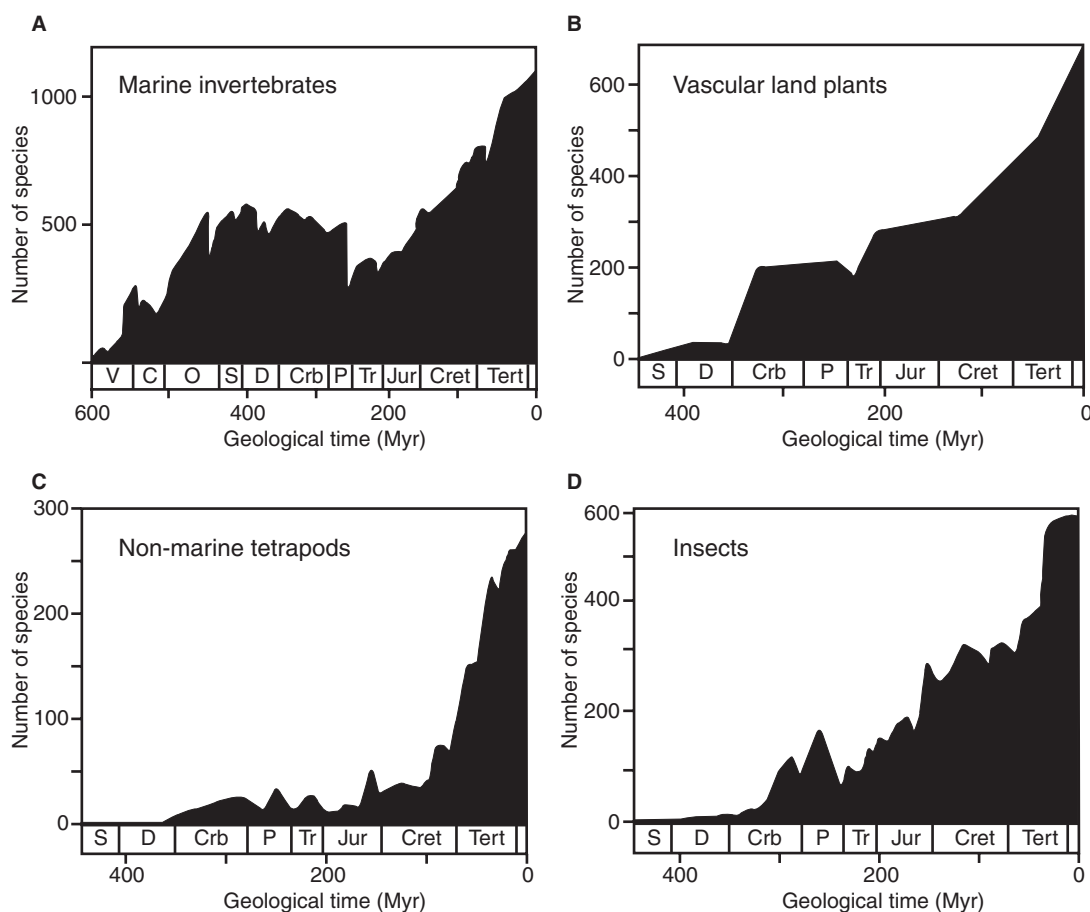 A
Marine invertebrates
Number of species
1000
500
V C O S D Crb P Tr Jur Cret Tert
600 400 200 0
Geological time (Myr)
B
Vascular land plants
Number of species
600
400
200
0
S D Crb P Tr Jur Cret Tert
400 200 0
Geological time (Myr)
C
Non-marine tetrapods
Number of species
300
200
100
0
S D Crb P Tr Jur Cret Tert
400 200 0
Geological time (Myr)
D
Insects
Number of species
600
400
200
0
S D Crb P Tr Jur Cret Tert
400 200 0
Geological time (Myr)